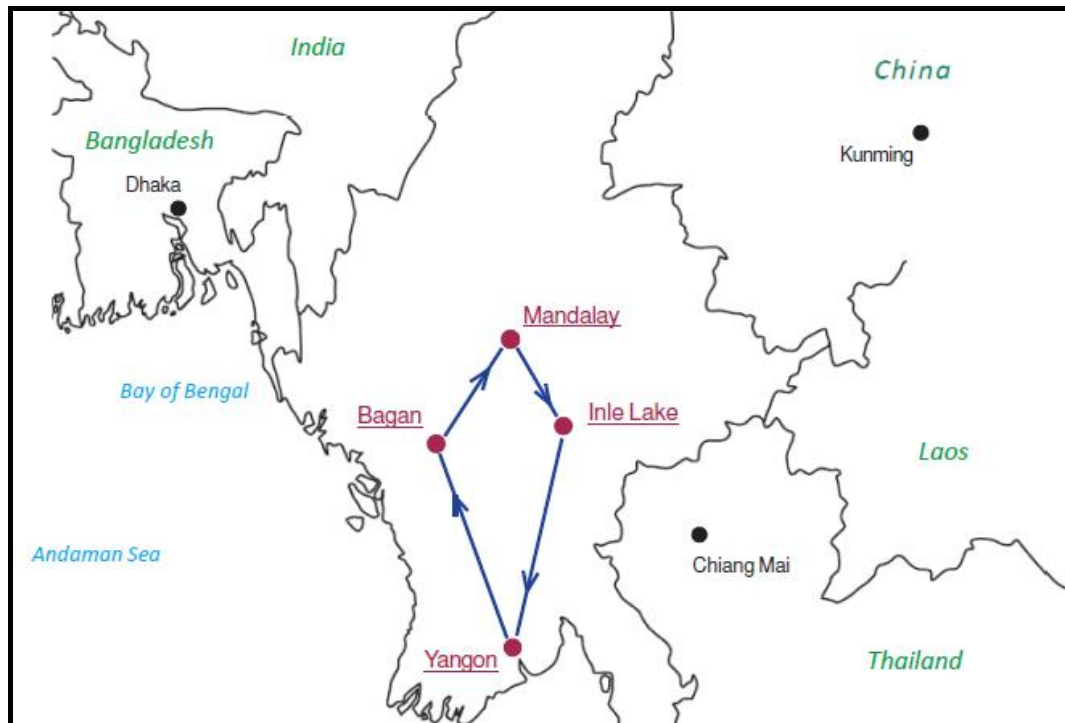 India
China
Bangladesh
Kunming
Dhaka
Mandalay
Bay of Bengal
Bagan
Inle Lake
Laos
Andaman Sea
Chiang Mai
Yangon
Thailand